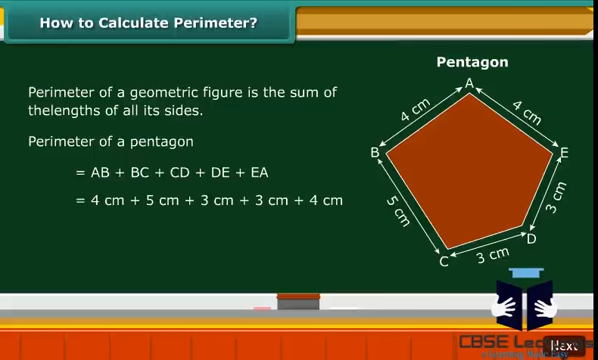 How to Calculate Perimeter?
Pentagon
Perimeter of a geometric figure is the sum of
thelengths of all its sides.
Perimeter of a pentagon
= AB + BC + CD + DE + EA
= 4 cm + 5 cm + 3 cm + 3 cm + 4 cm
A
4 cm
4 cm
B
E
5 cm
3 cm
D
C
3 cm
CBSE
Next